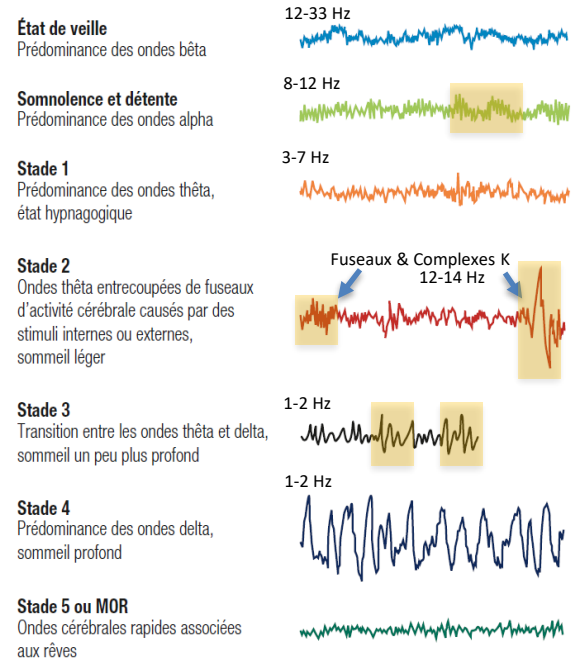 État de veille
Prédominance des ondes bêta
12-33 Hz
Somnolence et détente
Prédominance des ondes alpha
8-12 Hz
Stade 1
Prédominance des ondes thêta,
état hypnagogique
3-7 Hz
Stade 2
Ondes thêta entrecoupées de fuseaux
d’activité cérébrale causés par des
stimuli internes ou externes,
sommeil léger
Fuseaux & Complexes K
12-14 Hz
Stade 3
Transition entre les ondes thêta et delta,
sommeil un peu plus profond
1-2 Hz
Stade 4
Prédominance des ondes delta,
sommeil profond
1-2 Hz
Stade 5 ou MOR
Ondes cérébrales rapides associées
aux rêves